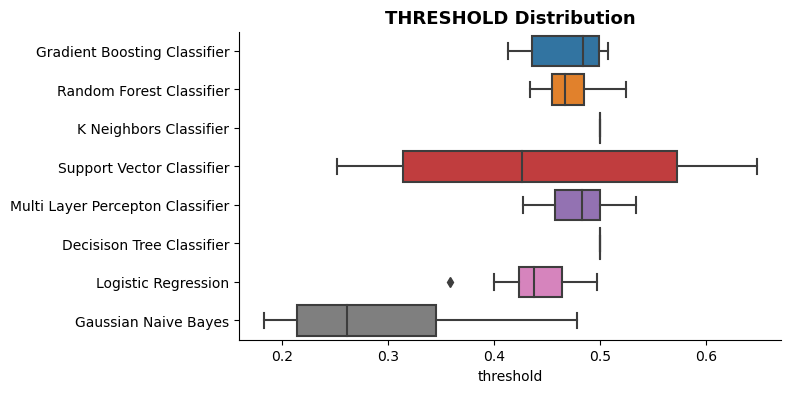 THRESHOLD Distribution
Gradient Boosting Classifier
Random Forest Classifier
K Neighbors Classifier
Support Vector Classifier
Multi Layer Percepton Classifier
Decisison Tree Classifier
Logistic Regression
Gaussian Naive Bayes
0.2 0.3 0.4 0.5 0.6
threshold